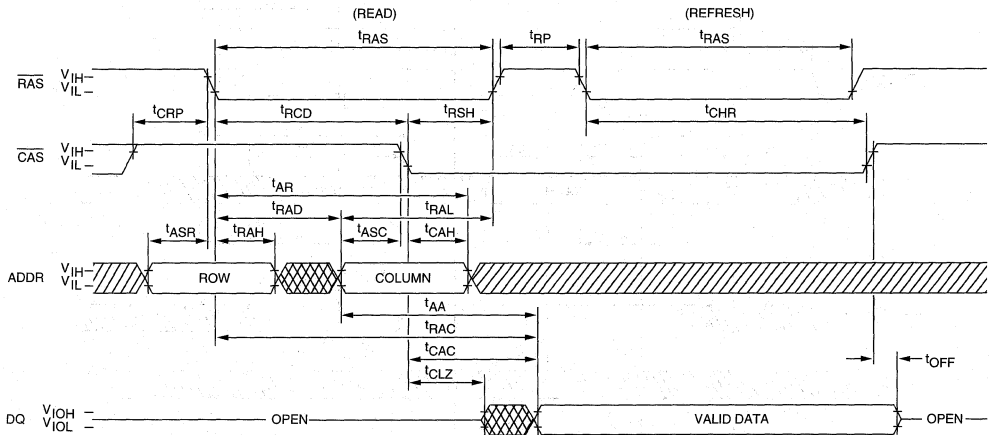 (READ) (REFRESH)
tRAS tRP tRAS
RAS VIH VIL
tCRP tRCD tRSH tCHR
CAS VIH VIL
tAR
tRAD tRAL
tASR tRAH tASC tCAH
ADDR VIH VIL ROW COLUMN
tAA
tRAC
tCAC tOFF
tCLZ
DQ VIOH VIOL OPEN VALID DATA OPEN